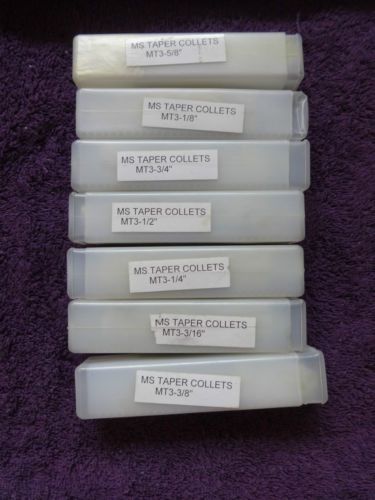 MS TAPER COLLETS
MT3-5/8"
MS TAPER COLLETS
MT3-1/8"
MS TAPER COLLETS
MT3-3/4"
MS TAPER COLLETS
MT3-1/2"
MS TAPER COLLETS
MT3-1/4"
MS TAPER COLLETS
MT3-3/16"
MS TAPER COLLETS
MT3-3/8"